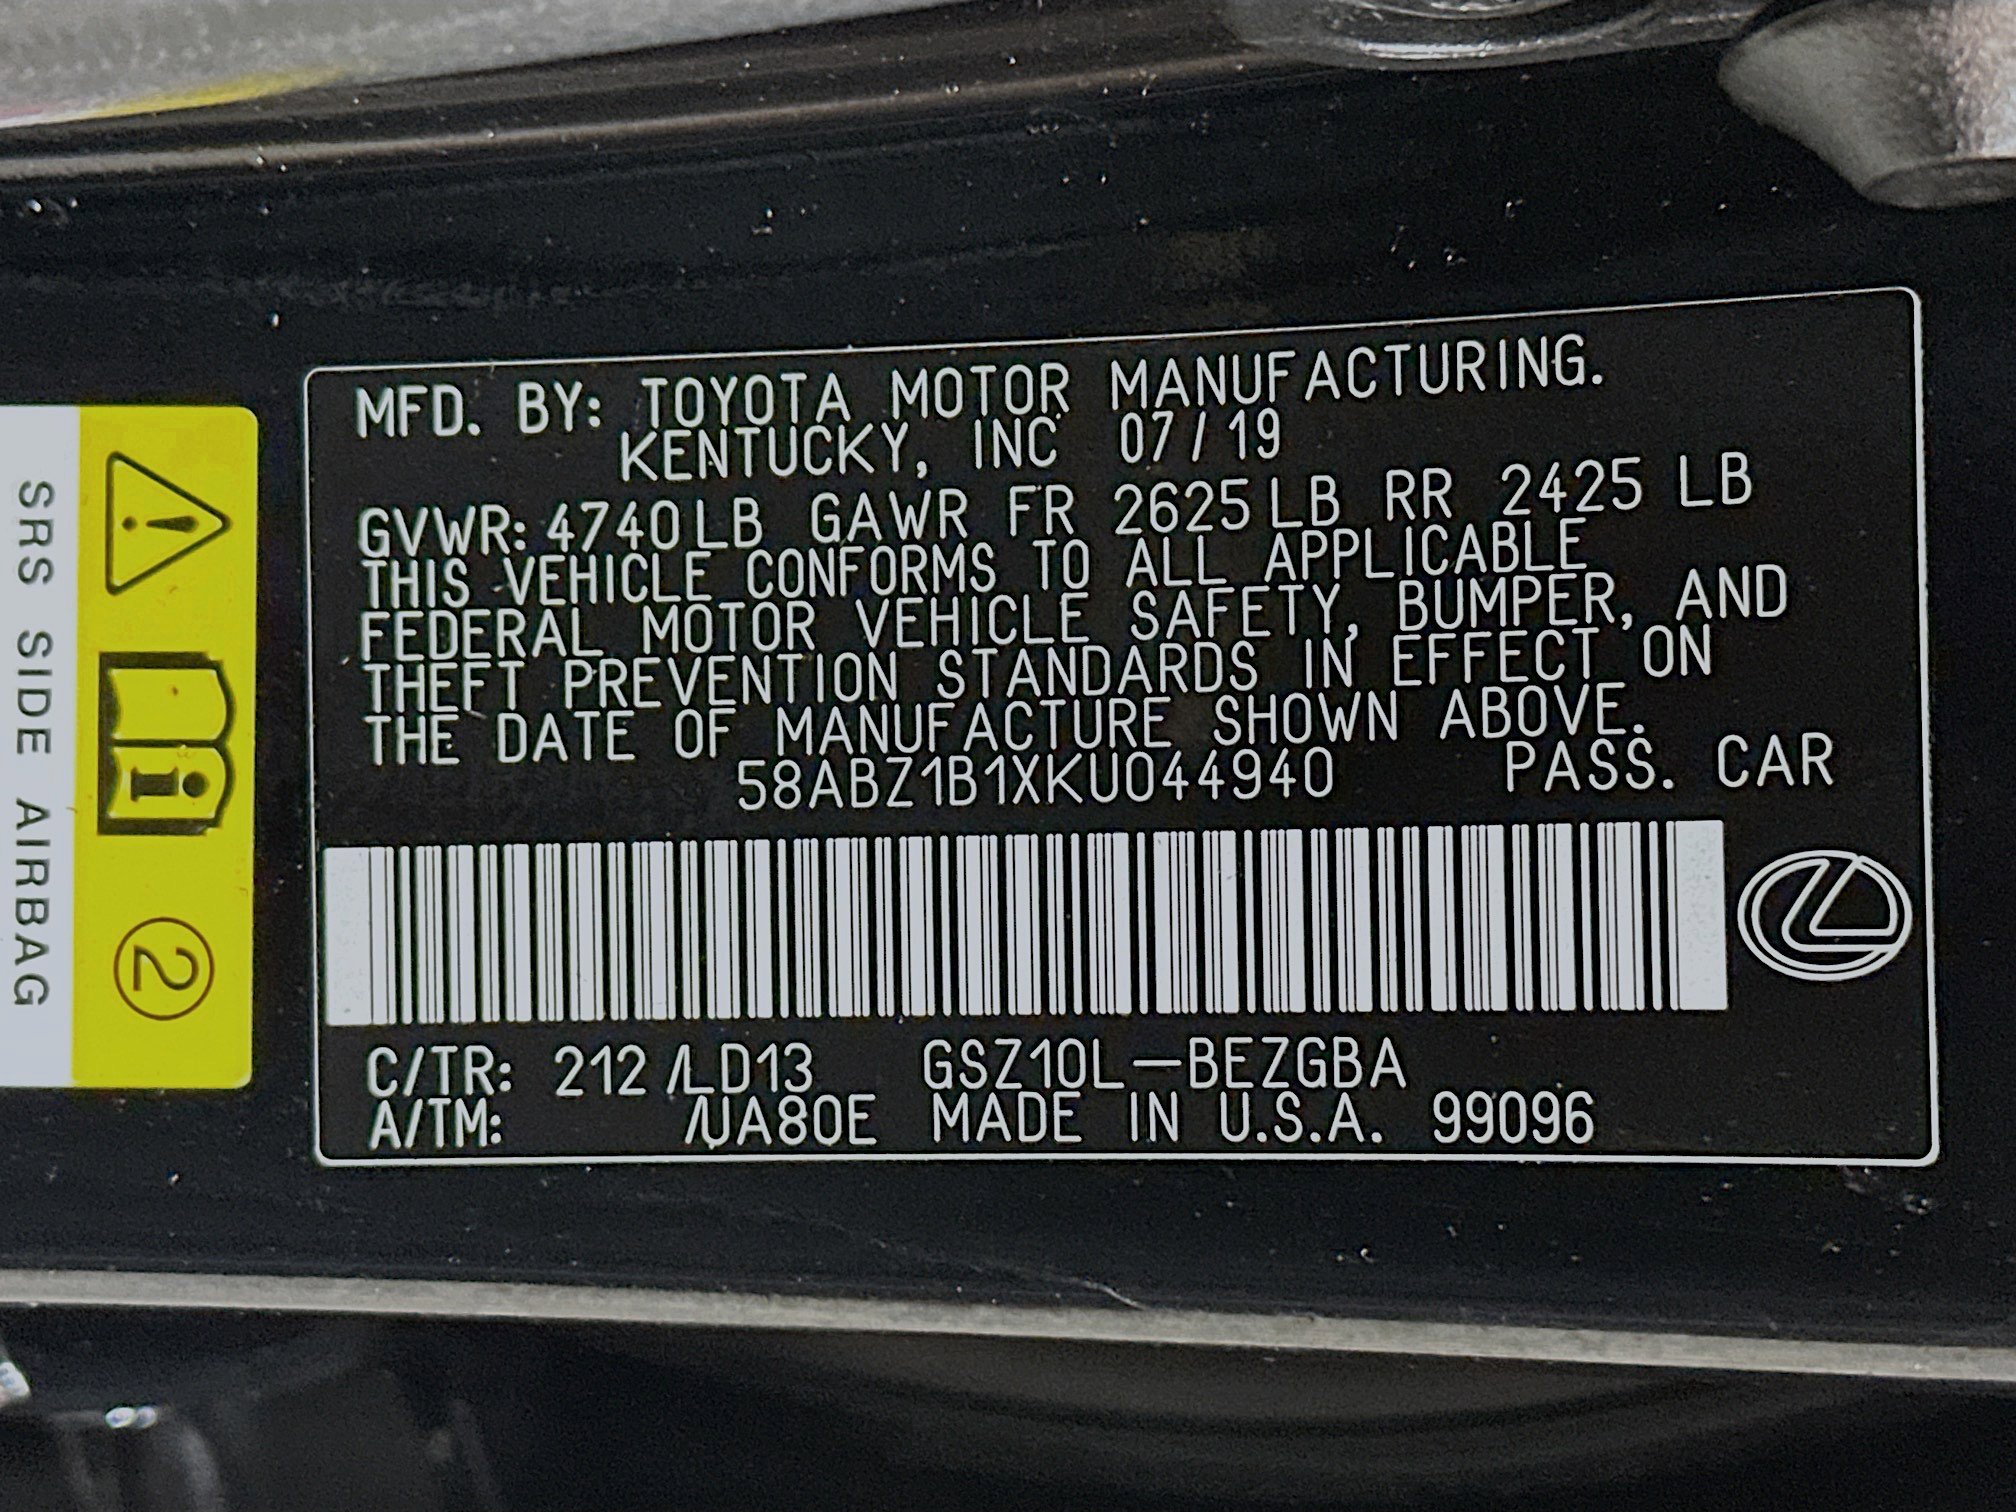 MFD. BY: TOYOTA MOTOR MANUFACTURING.
KENTUCKY, INC 07/19
GVWR: 4740LB GAWR FR 2625LB RR 2425 LB
THIS VEHICLE CONFORMS TO ALL APPLICABLE
FEDERAL MOTOR VEHICLE SAFETY, BUMPER, AND
THEFT PREVENTION STANDARDS IN EFFECT ON
THE DATE OF MANUFACTURE SHOWN ABOVE.
58ABZ1B1XKU044940 PASS. CAR
C/TR: 212 /LD13 GSZ10L-BEZGBA
A/TM: /UA80E MADE IN U.S.A. 99096
SRS SIDE AIRBAG
2